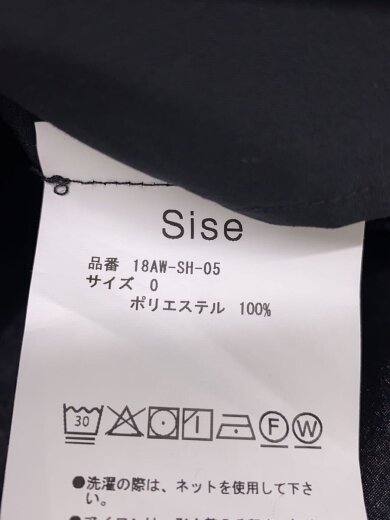 Sise
品番 18AW-SH-05
サイズ 0
ポリエステル 100%
30 F W
●洗濯の際は、ネットを使用して下さ
い。